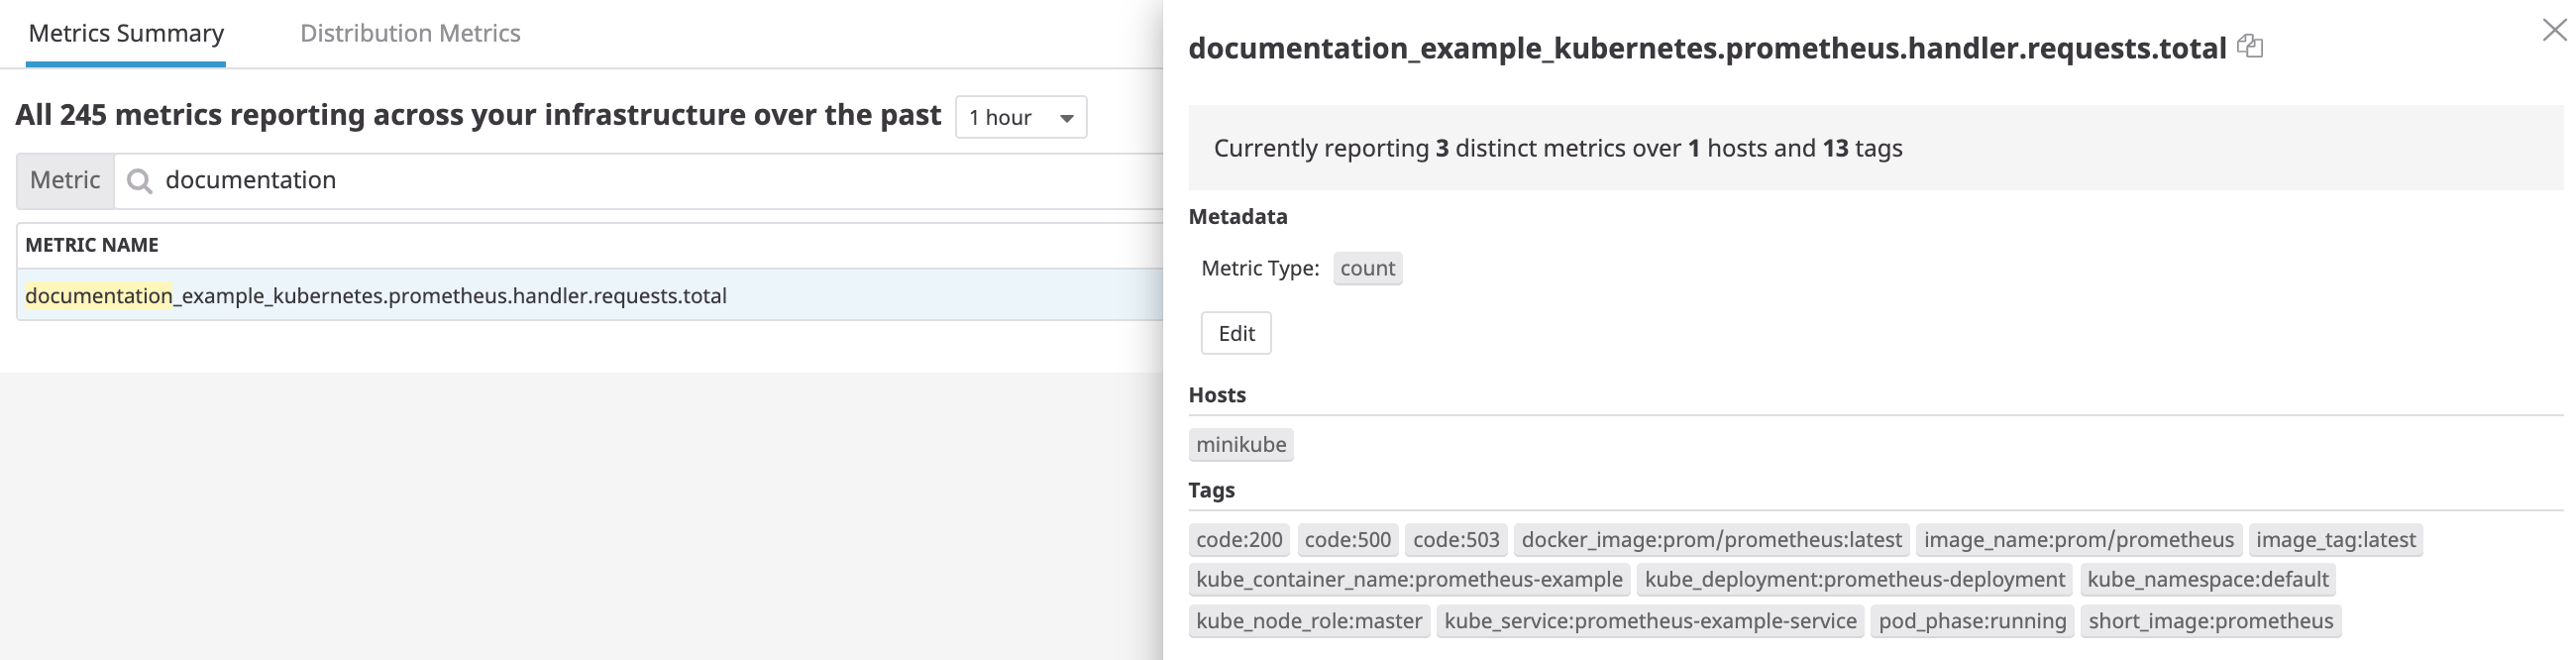 Metrics Summary Distribution Metrics
All 245 metrics reporting across your infrastructure over the past 1 hour
Metric documentation
METRIC NAME
documentation_example_kubernetes.prometheus.handler.requests.total
documentation_example_kubernetes.prometheus.handler.requests.total
Currently reporting 3 distinct metrics over 1 hosts and 13 tags
Metadata
Metric Type: count
Edit
Hosts
minikube
Tags
code:200 code:500 code:503 docker_image:prom/prometheus:latest image_name:prom/prometheus image_tag:latest
kube_container_name:prometheus-example kube_deployment:prometheus-deployment kube_namespace:default
kube_node_role:master kube_service:prometheus-example-service pod_phase:running short_image:prometheus